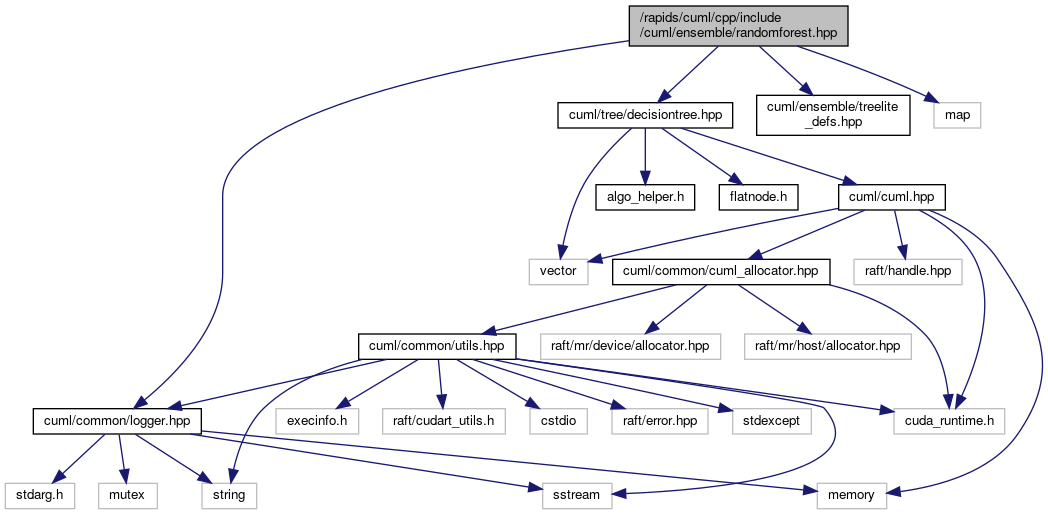 /rapids/cuml/cpp/include
/cuml/ensemble/randomforest.hpp
cuml/tree/decisiontree.hpp
cuml/ensemble/treelite
_defs.hpp
map
algo_helper.h
flatnode.h
cuml/cuml.hpp
vector
cuml/common/cuml_allocator.hpp
raft/handle.hpp
cuml/common/utils.hpp
raft/mr/device/allocator.hpp
raft/mr/host/allocator.hpp
cuml/common/logger.hpp
execinfo.h
raft/cudart_utils.h
cstdio
raft/error.hpp
stdexcept
cuda_runtime.h
stdarg.h
mutex
string
sstream
memory